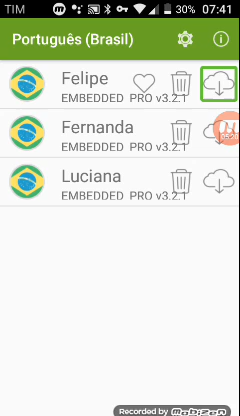 TIM 30% 07:41
Português (Brasil)
Felipe
EMBEDDED PRO v3.2.1
Fernanda
EMBEDDED PRO v3.2.1
Luciana
EMBEDDED PRO v3.2.1
Recorded by Mobizen